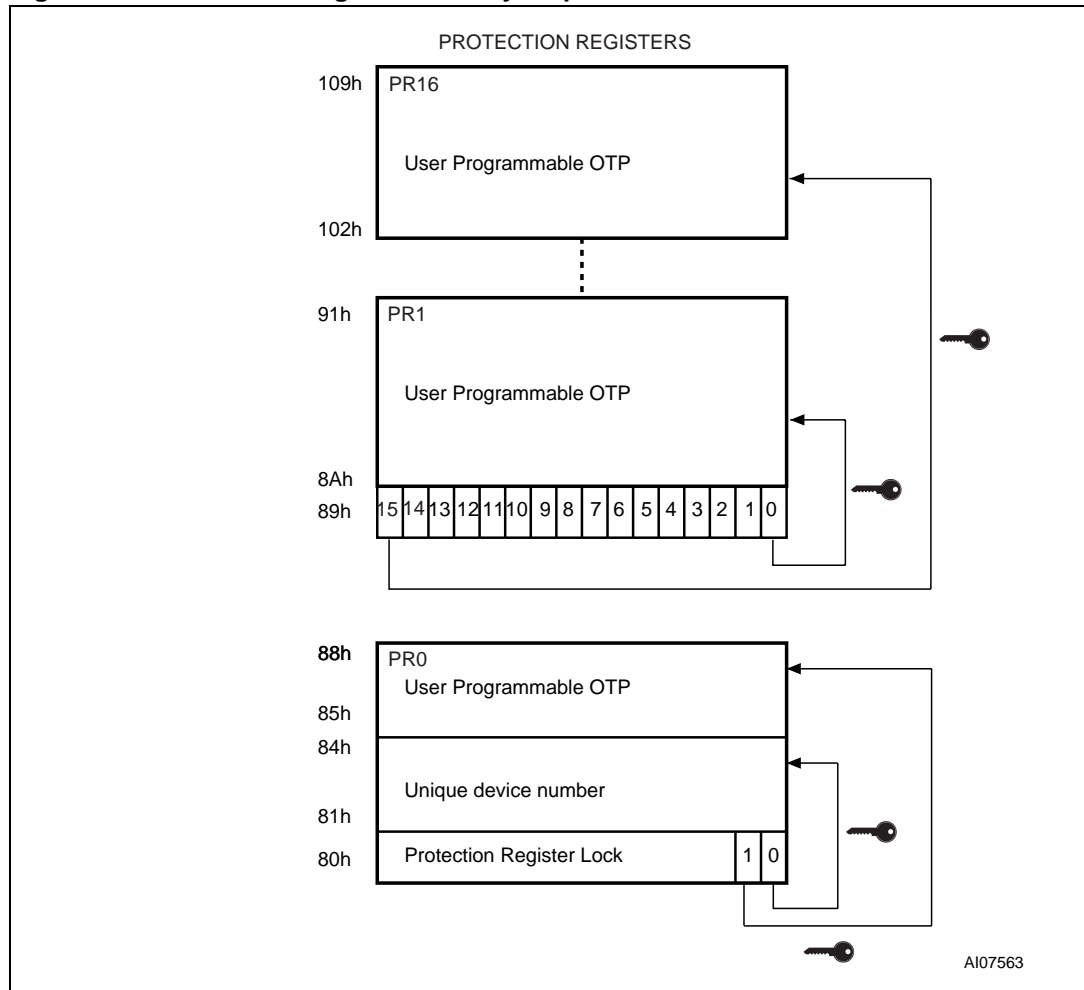 PROTECTION REGISTERS
109h PR16
User Programmable OTP
102h
91h PR1
User Programmable OTP
8Ah
89h 15 14 13 12 11 10 9 8 7 6 5 4 3 2 1 0
88h PR0
User Programmable OTP
85h
84h
Unique device number
81h
80h Protection Register Lock 1 0
AI07563